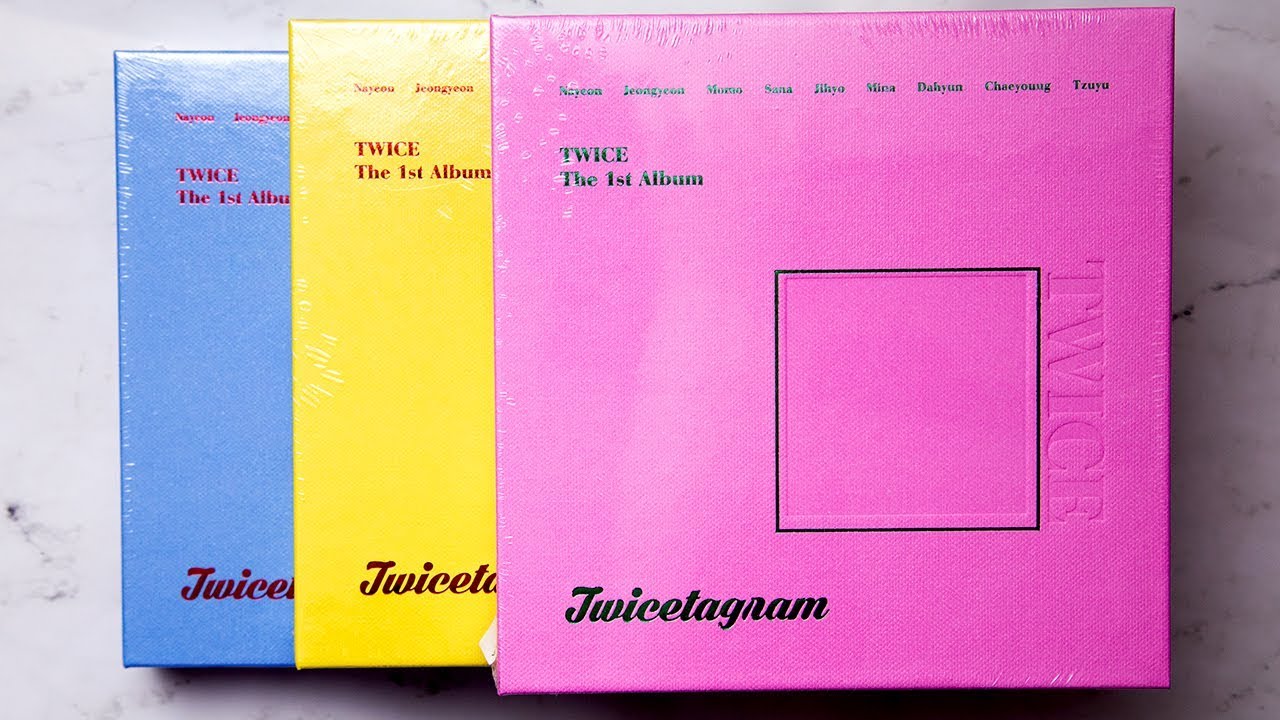 Nayeon Jeongyeon
TWICE
The 1st Albu
Twicet
Nayeon Jeongyeon
TWICE
The 1st Album
Twiceta
Nayeon Jeongyeon Momo Sana Jihyo Mina Dahyun Chaeyoung Tzuyu
TWICE
The 1st Album
TWICE
Twicetagram